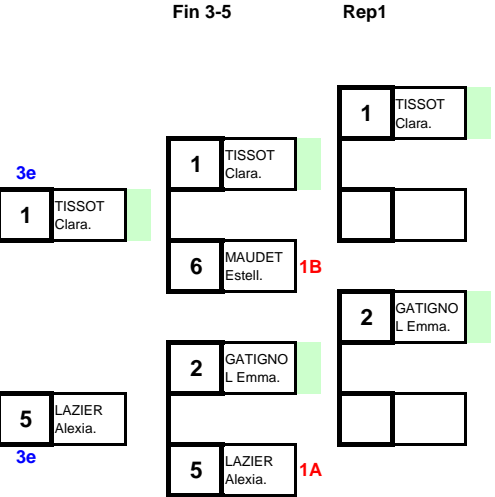 Fin 3-5 Rep1
1 TISSOT
Clara.
1 TISSOT
Clara.
3e
1 TISSOT
Clara.
6 MAUDET
Estell. 1B
2 GATIGNO
L Emma.
2 GATIGNO
L Emma.
5 LAZIER
Alexia.
3e
5 LAZIER
Alexia. 1A